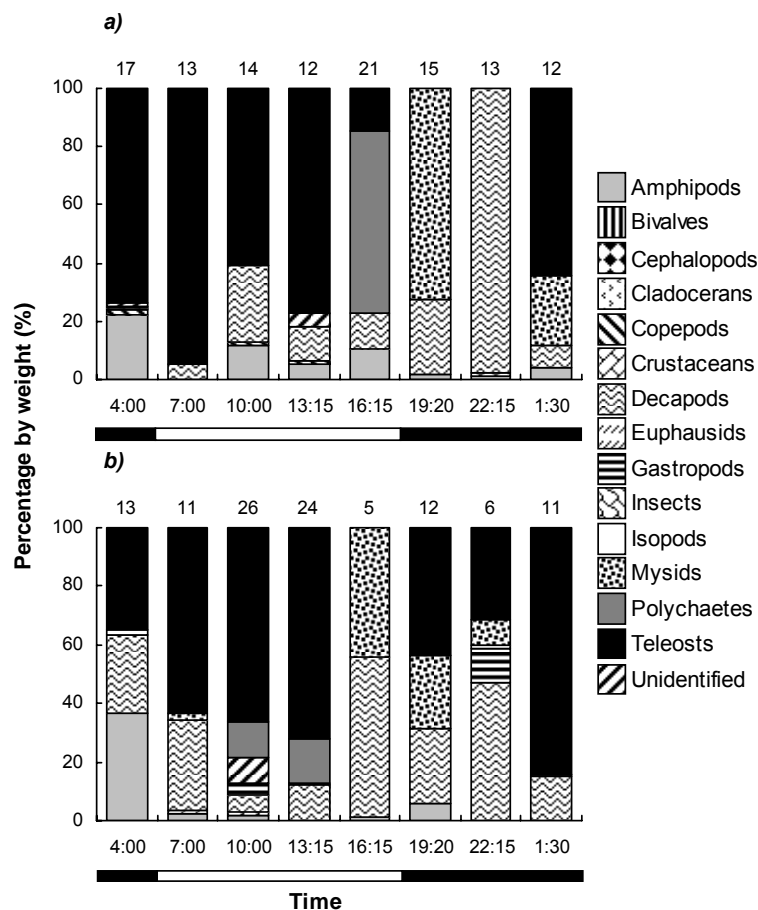 a)
17 13 14 12 21 15 13 12
100
80
60
40
20
0
4:00 7:00 10:00 13:15 16:15 19:20 22:15 1:30
b)
13 11 26 24 5 12 6 11
100
80
60
40
20
0
4:00 7:00 10:00 13:15 16:15 19:20 22:15 1:30
Time
Percentage by weight (%)
Amphipods
Bivalves
Cephalopods
Cladocerans
Copepods
Crustaceans
Decapods
Euphausids
Gastropods
Insects
Isopods
Mysids
Polychaetes
Teleosts
Unidentified